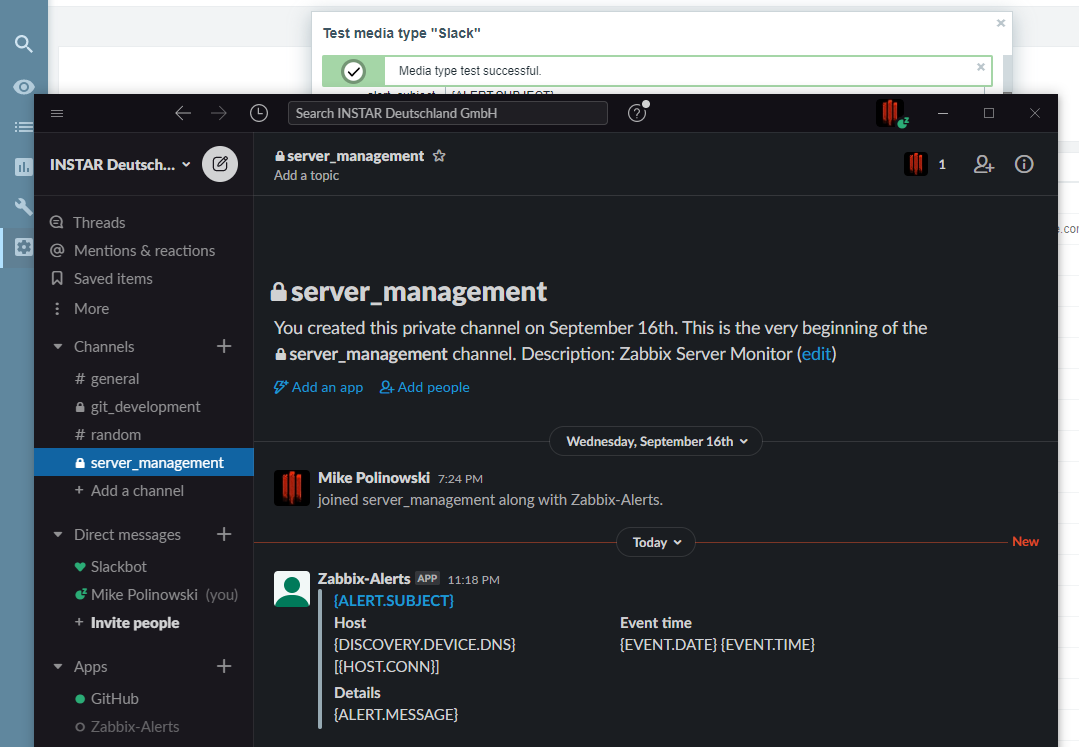 Test media type "Slack"
Media type test successful.
Search INSTAR Deutschland GmbH
INSTAR Deutsch...
server_management
Add a topic
1
Threads
Mentions & reactions
Saved items
More
Channels
# general
git_development
# random
server_management
+ Add a channel
Direct messages
Slackbot
Mike Polinowski (you)
+ Invite people
Apps
GitHub
Zabbix-Alerts
server_management
You created this private channel on September 16th. This is the very beginning of the
server_management channel. Description: Zabbix Server Monitor (edit)
Add an app Add people
Wednesday, September 16th
Mike Polinowski 7:24 PM
joined server_management along with Zabbix-Alerts.
Today
New
Zabbix-Alerts APP 11:18 PM
{ALERT.SUBJECT}
Host Event time
{DISCOVERY.DEVICE.DNS} {EVENT.DATE} {EVENT.TIME}
[{HOST.CONN}]
Details
{ALERT.MESSAGE}